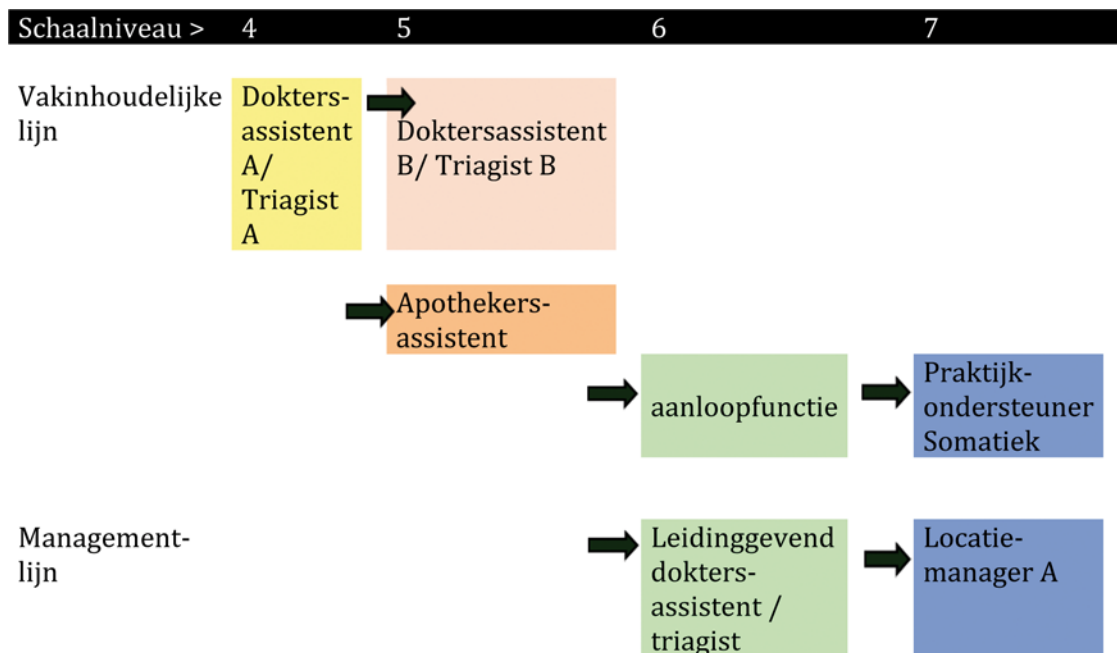 Schaalniveau > 4 5 6 7
Vakinhoudelijke
lijn
Dokters-
assistent
A/
Triagist
A
Doktersassistent
B/ Triagist B
Apothekers-
assistent
aanloopfunctie
Praktijk-
ondersteuner
Somatiek
Management-
lijn
Leidinggevend
dokters-
assistent /
triagist
Locatie-
manager A